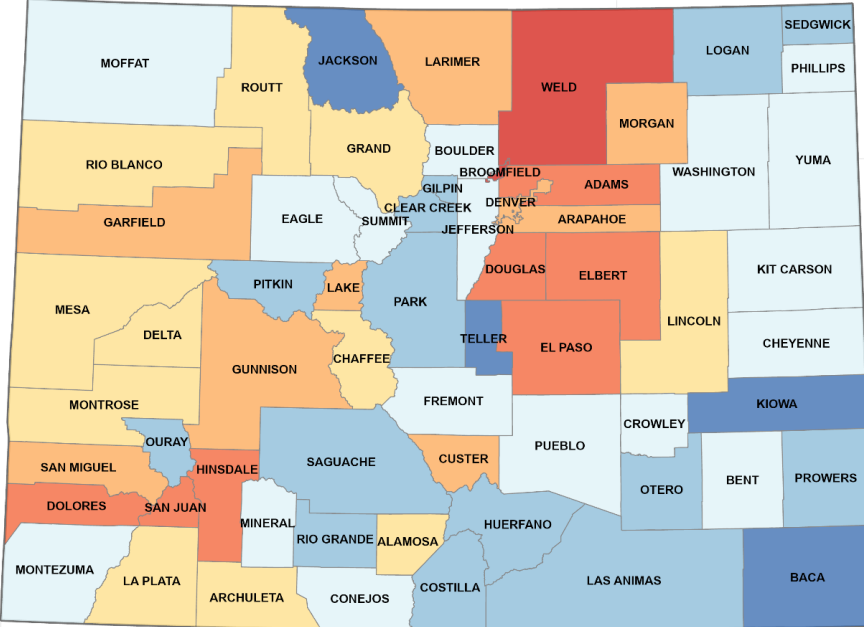 SEDGWICK
LOGAN
PHILLIPS
MOFFAT
JACKSON
LARIMER
ROUTT
WELD
MORGAN
GRAND
BOULDER
RIO BLANCO
YUMA
WASHINGTON
BROOMFIELD
ADAMS
GILPIN
DENVER
CLEAR CREEK
GARFIELD
EAGLE
SUMMIT
ARAPAHOE
JEFFERSON
DOUGLAS
ELBERT
KIT CARSON
PITKIN
LAKE
PARK
MESA
LINCOLN
DELTA
TELLER
CHEYENNE
EL PASO
CHAFFEE
GUNNISON
FREMONT
MONTROSE
KIOWA
CROWLEY
OURAY
PUEBLO
CUSTER
SAGUACHE
SAN MIGUEL
HINSDALE
BENT
PROWERS
OTERO
DOLORES
SAN JUAN
MINERAL
HUERFANO
RIO GRANDE
ALAMOSA
MONTEZUMA
LA PLATA
LAS ANIMAS
BACA
COSTILLA
ARCHULETA
CONEJOS